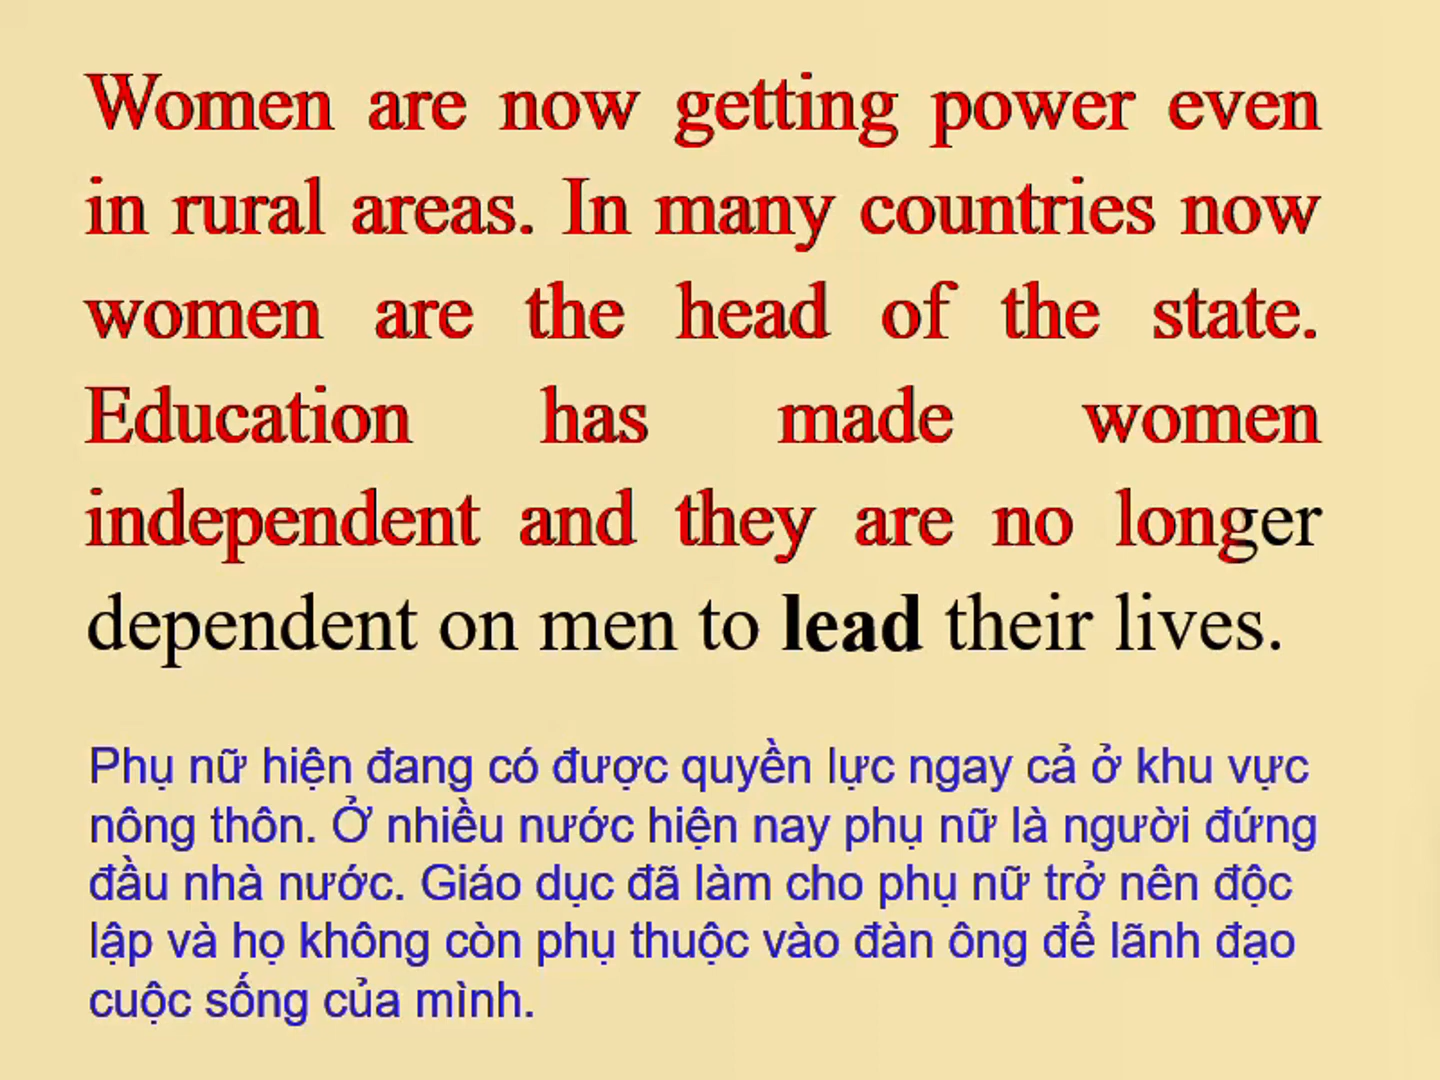 Women are now getting power even
in rural areas. In many countries now
women are the head of the state.
Education has made women
independent and they are no longer
dependent on men to lead their lives.
Phụ nữ hiện đang có được quyền lực ngay cả ở khu vực
nông thôn. Ở nhiều nước hiện nay phụ nữ là người đứng
đầu nhà nước. Giáo dục đã làm cho phụ nữ trở nên độc
lập và họ không còn phụ thuộc vào đàn ông để lãnh đạo
cuộc sống của mình.